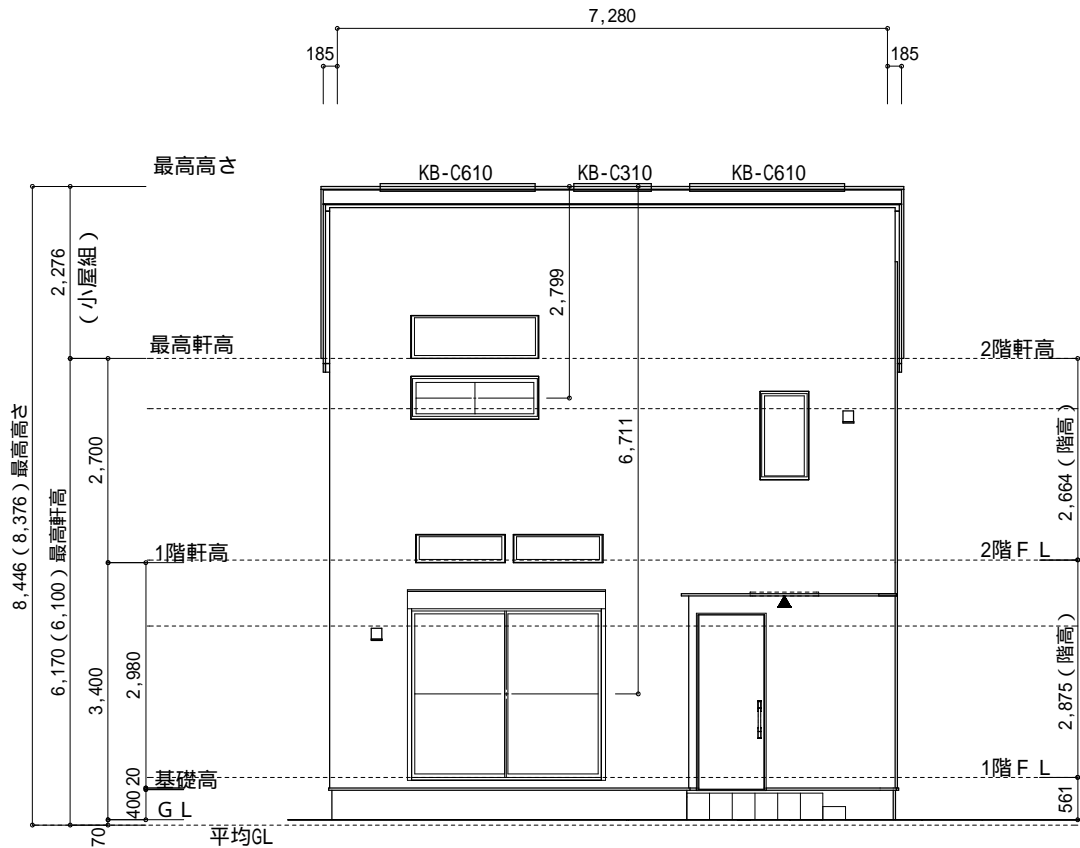 7,280
185
185
最高高さ
KB-C610
KB-C310
KB-C610
2,276
(小屋組)
2,799
最高軒高
2階軒高
8,446(8,376)最高高さ
6,170(6,100)最高軒高
2,700
6,711
2,664(階高)
1階軒高
2階ＦＬ
3,400
2,980
2,875(階高)
1階ＦＬ
20
基礎高
400
ＧＬ
561
70
平均GL